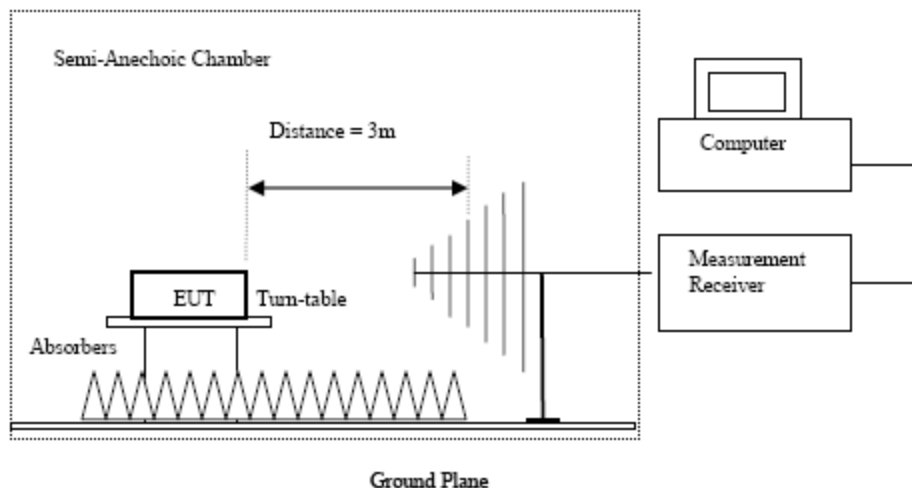 Semi-Anechoic Chamber
Distance = 3m
Computer
Measurement
Receiver
EUT
Turn-table
Absorbers
Ground Plane